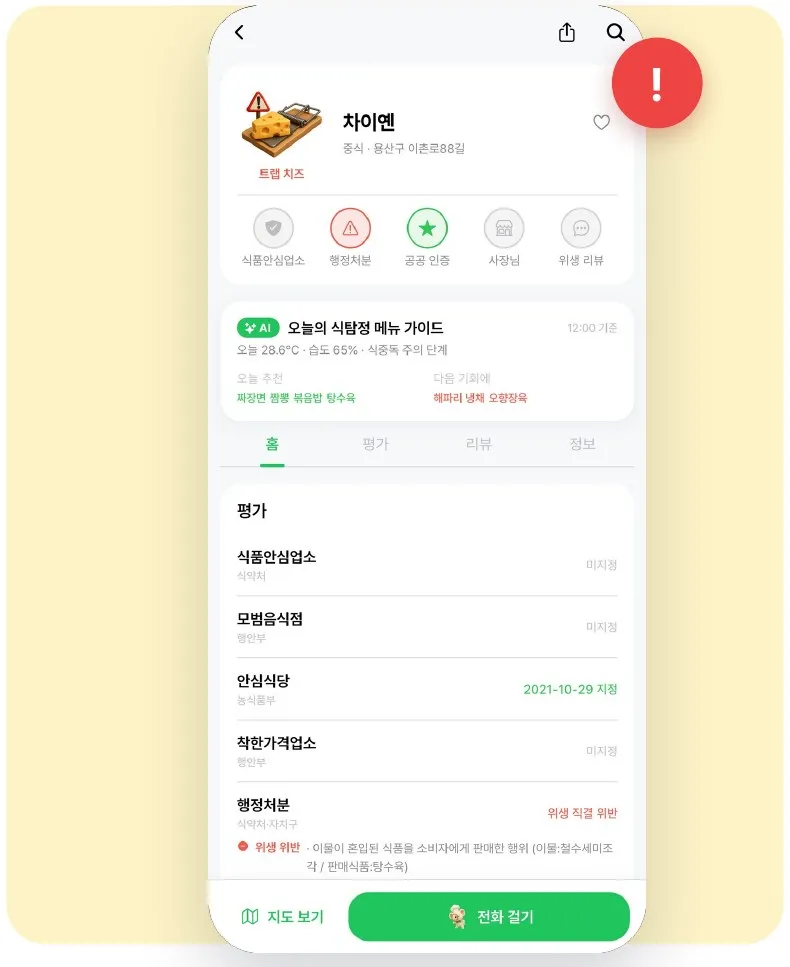 !
차이옌
중식 · 용산구 이촌로88길
트랩 치즈
식품안심업소 행정처분 공공 인증 사장님 위생 리뷰
AI 오늘의 식탐정 메뉴 가이드 12:00 기준
오늘 28.6°C · 습도 65% · 식중독 주의 단계
오늘 추천 다음 기회에
짜장면 짬뽕 볶음밥 탕수육 해파리 냉채 오향장육
홈 평가 리뷰 정보
평가
식품안심업소 미지정
식약처
모범음식점 미지정
행안부
안심식당 2021-10-29 지정
농식품부
착한가격업소 미지정
행안부
행정처분 위생 직결 위반
식약처·자치구
위생 위반 · 이물이 혼입된 식품을 소비자에게 판매한 행위 (이물:철수세미조
각 / 판매식품:탕수육)
지도 보기 전화 걸기